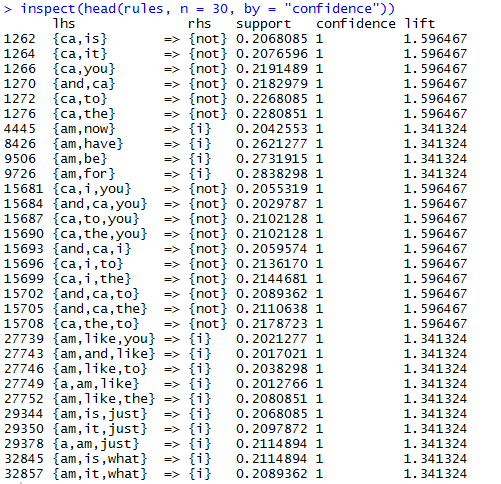 > inspect(head(rules, n = 30, by = "confidence"))
lhs rhs support confidence lift
1262 {ca,is} => {not} 0.2068085 1 1.596467
1264 {ca,it} => {not} 0.2076596 1 1.596467
1266 {ca,you} => {not} 0.2191489 1 1.596467
1270 {and,ca} => {not} 0.2182979 1 1.596467
1272 {ca,to} => {not} 0.2268085 1 1.596467
1276 {ca,the} => {not} 0.2280851 1 1.596467
4445 {am,now} => {i} 0.2042553 1 1.341324
8426 {am,have} => {i} 0.2621277 1 1.341324
9506 {am,be} => {i} 0.2731915 1 1.341324
9726 {am,for} => {i} 0.2838298 1 1.341324
15681 {ca,i,you} => {not} 0.2055319 1 1.596467
15684 {and,ca,you} => {not} 0.2029787 1 1.596467
15687 {ca,to,you} => {not} 0.2102128 1 1.596467
15690 {ca,the,you} => {not} 0.2102128 1 1.596467
15693 {and,ca,i} => {not} 0.2059574 1 1.596467
15696 {ca,i,to} => {not} 0.2136170 1 1.596467
15699 {ca,i,the} => {not} 0.2144681 1 1.596467
15702 {and,ca,to} => {not} 0.2089362 1 1.596467
15705 {and,ca,the} => {not} 0.2110638 1 1.596467
15708 {ca,the,to} => {not} 0.2178723 1 1.596467
27739 {am,like,you} => {i} 0.2021277 1 1.341324
27743 {am,and,like} => {i} 0.2017021 1 1.341324
27746 {am,like,to} => {i} 0.2038298 1 1.341324
27749 {a,am,like} => {i} 0.2012766 1 1.341324
27752 {am,like,the} => {i} 0.2080851 1 1.341324
29344 {am,is,just} => {i} 0.2068085 1 1.341324
29350 {am,it,just} => {i} 0.2097872 1 1.341324
29378 {a,am,just} => {i} 0.2114894 1 1.341324
32845 {am,is,what} => {i} 0.2114894 1 1.341324
32857 {am,it,what} => {i} 0.2089362 1 1.341324